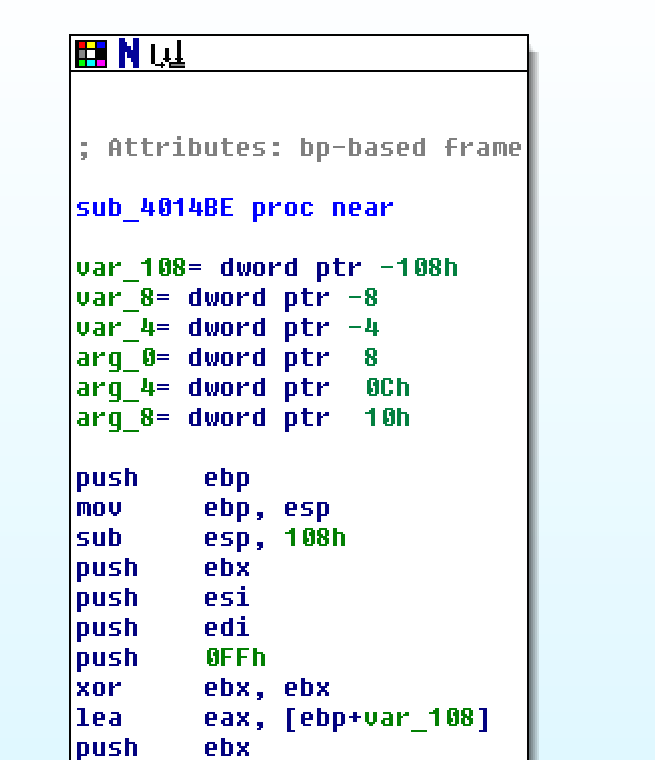 N
; Attributes: bp-based frame
sub_4014BE proc near
var_108= dword ptr -108h
var_8= dword ptr -8
var_4= dword ptr -4
arg_0= dword ptr  8
arg_4= dword ptr  0Ch
arg_8= dword ptr  10h
push    ebp
mov     ebp, esp
sub     esp, 108h
push    ebx
push    esi
push    edi
push    0FFh
xor     ebx, ebx
lea     eax, [ebp+var_108]
push    ebx